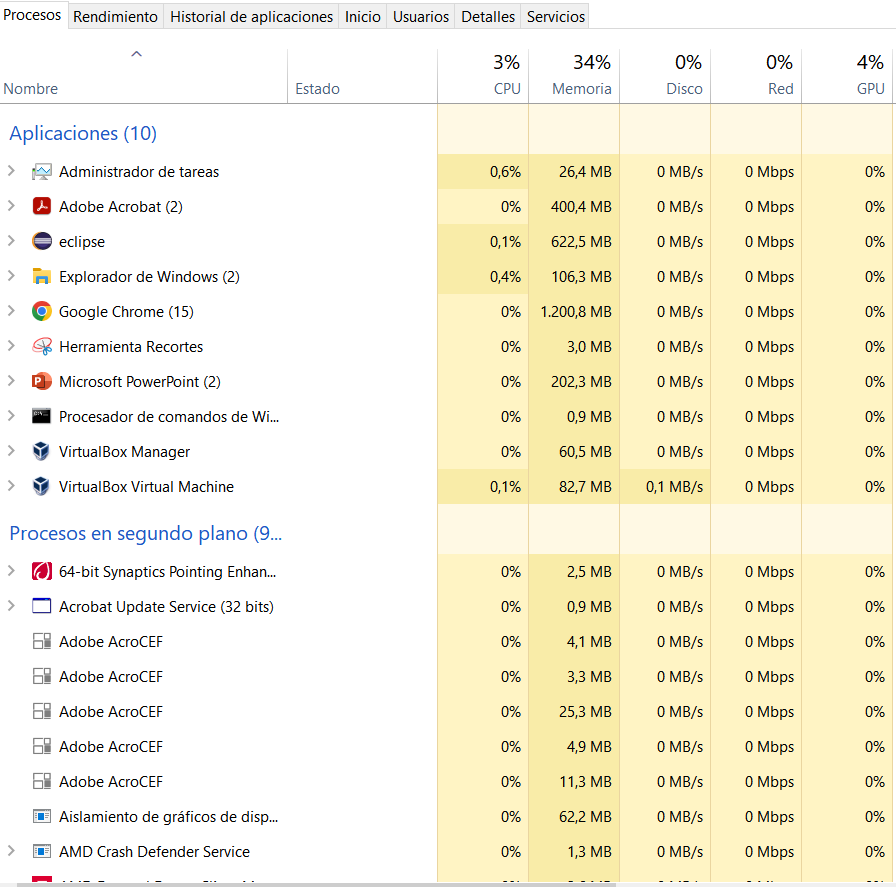 Procesos Rendimiento Historial de aplicaciones Inicio Usuarios Detalles Servicios
3% 34% 0% 0% 4%
Nombre Estado CPU Memoria Disco Red GPU
Aplicaciones (10)
Administrador de tareas 0,6% 26,4 MB 0 MB/s 0 Mbps 0%
Adobe Acrobat (2) 0% 400,4 MB 0 MB/s 0 Mbps 0%
eclipse 0,1% 622,5 MB 0 MB/s 0 Mbps 0%
Explorador de Windows (2) 0,4% 106,3 MB 0 MB/s 0 Mbps 0%
Google Chrome (15) 0% 1.200,8 MB 0 MB/s 0 Mbps 0%
Herramienta Recortes 0% 3,0 MB 0 MB/s 0 Mbps 0%
Microsoft PowerPoint (2) 0% 202,3 MB 0 MB/s 0 Mbps 0%
Procesador de comandos de Wi... 0% 0,9 MB 0 MB/s 0 Mbps 0%
VirtualBox Manager 0% 60,5 MB 0 MB/s 0 Mbps 0%
VirtualBox Virtual Machine 0,1% 82,7 MB 0,1 MB/s 0 Mbps 0%
Procesos en segundo plano (9...
64-bit Synaptics Pointing Enhan... 0% 2,5 MB 0 MB/s 0 Mbps 0%
Acrobat Update Service (32 bits) 0% 0,9 MB 0 MB/s 0 Mbps 0%
Adobe AcroCEF 0% 4,1 MB 0 MB/s 0 Mbps 0%
Adobe AcroCEF 0% 3,3 MB 0 MB/s 0 Mbps 0%
Adobe AcroCEF 0% 25,3 MB 0 MB/s 0 Mbps 0%
Adobe AcroCEF 0% 4,9 MB 0 MB/s 0 Mbps 0%
Adobe AcroCEF 0% 11,3 MB 0 MB/s 0 Mbps 0%
Aislamiento de gráficos de disp... 0% 62,2 MB 0 MB/s 0 Mbps 0%
AMD Crash Defender Service 0% 1,3 MB 0 MB/s 0 Mbps 0%